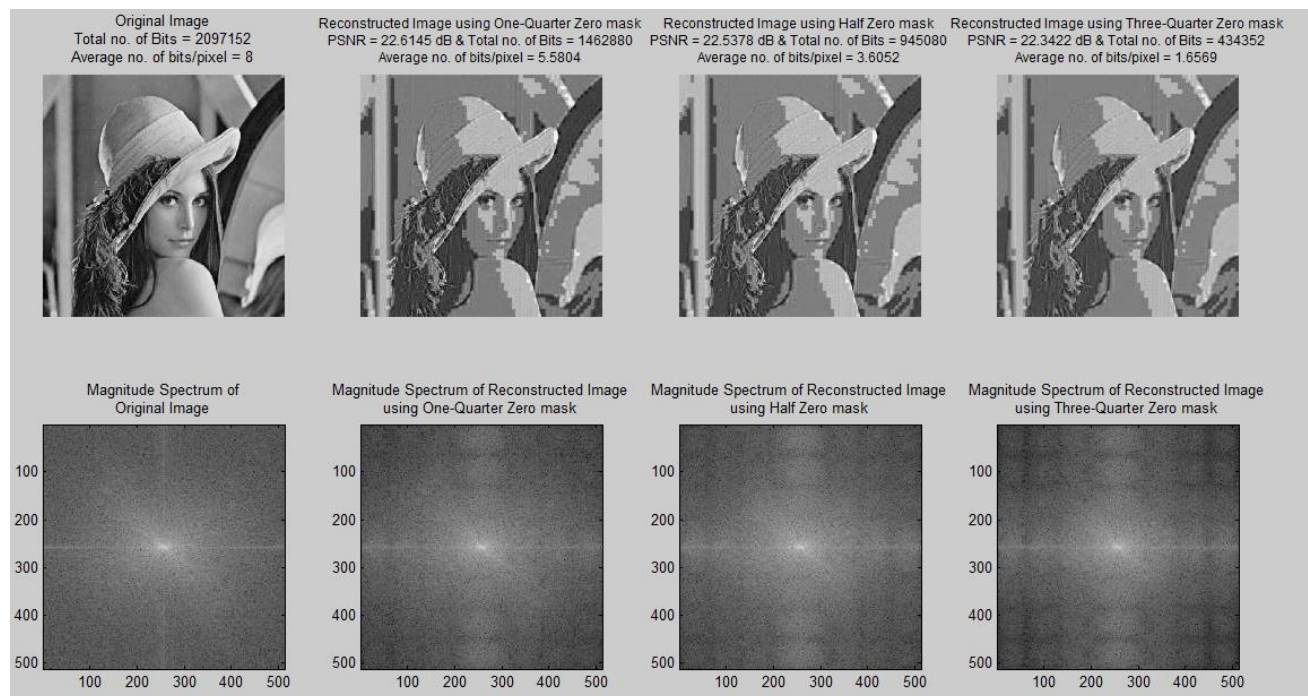 Original Image
Total no. of Bits = 2097152
Average no. of bits/pixel = 8
Reconstructed Image using One-Quarter Zero mask
PSNR = 22.6145 dB & Total no. of Bits = 1462880
Average no. of bits/pixel = 5.5804
Reconstructed Image using Half Zero mask
PSNR = 22.5378 dB & Total no. of Bits = 945080
Average no. of bits/pixel = 3.6052
Reconstructed Image using Three-Quarter Zero mask
PSNR = 22.3422 dB & Total no. of Bits = 434352
Average no. of bits/pixel = 1.6569
Magnitude Spectrum of
Original Image
100
200
300
400
500
100 200 300 400 500
Magnitude Spectrum of Reconstructed Image
using One-Quarter Zero mask
100
200
300
400
500
100 200 300 400 500
Magnitude Spectrum of Reconstructed Image
using Half Zero mask
100
200
300
400
500
100 200 300 400 500
Magnitude Spectrum of Reconstructed Image
using Three-Quarter Zero mask
100
200
300
400
500
100 200 300 400 500